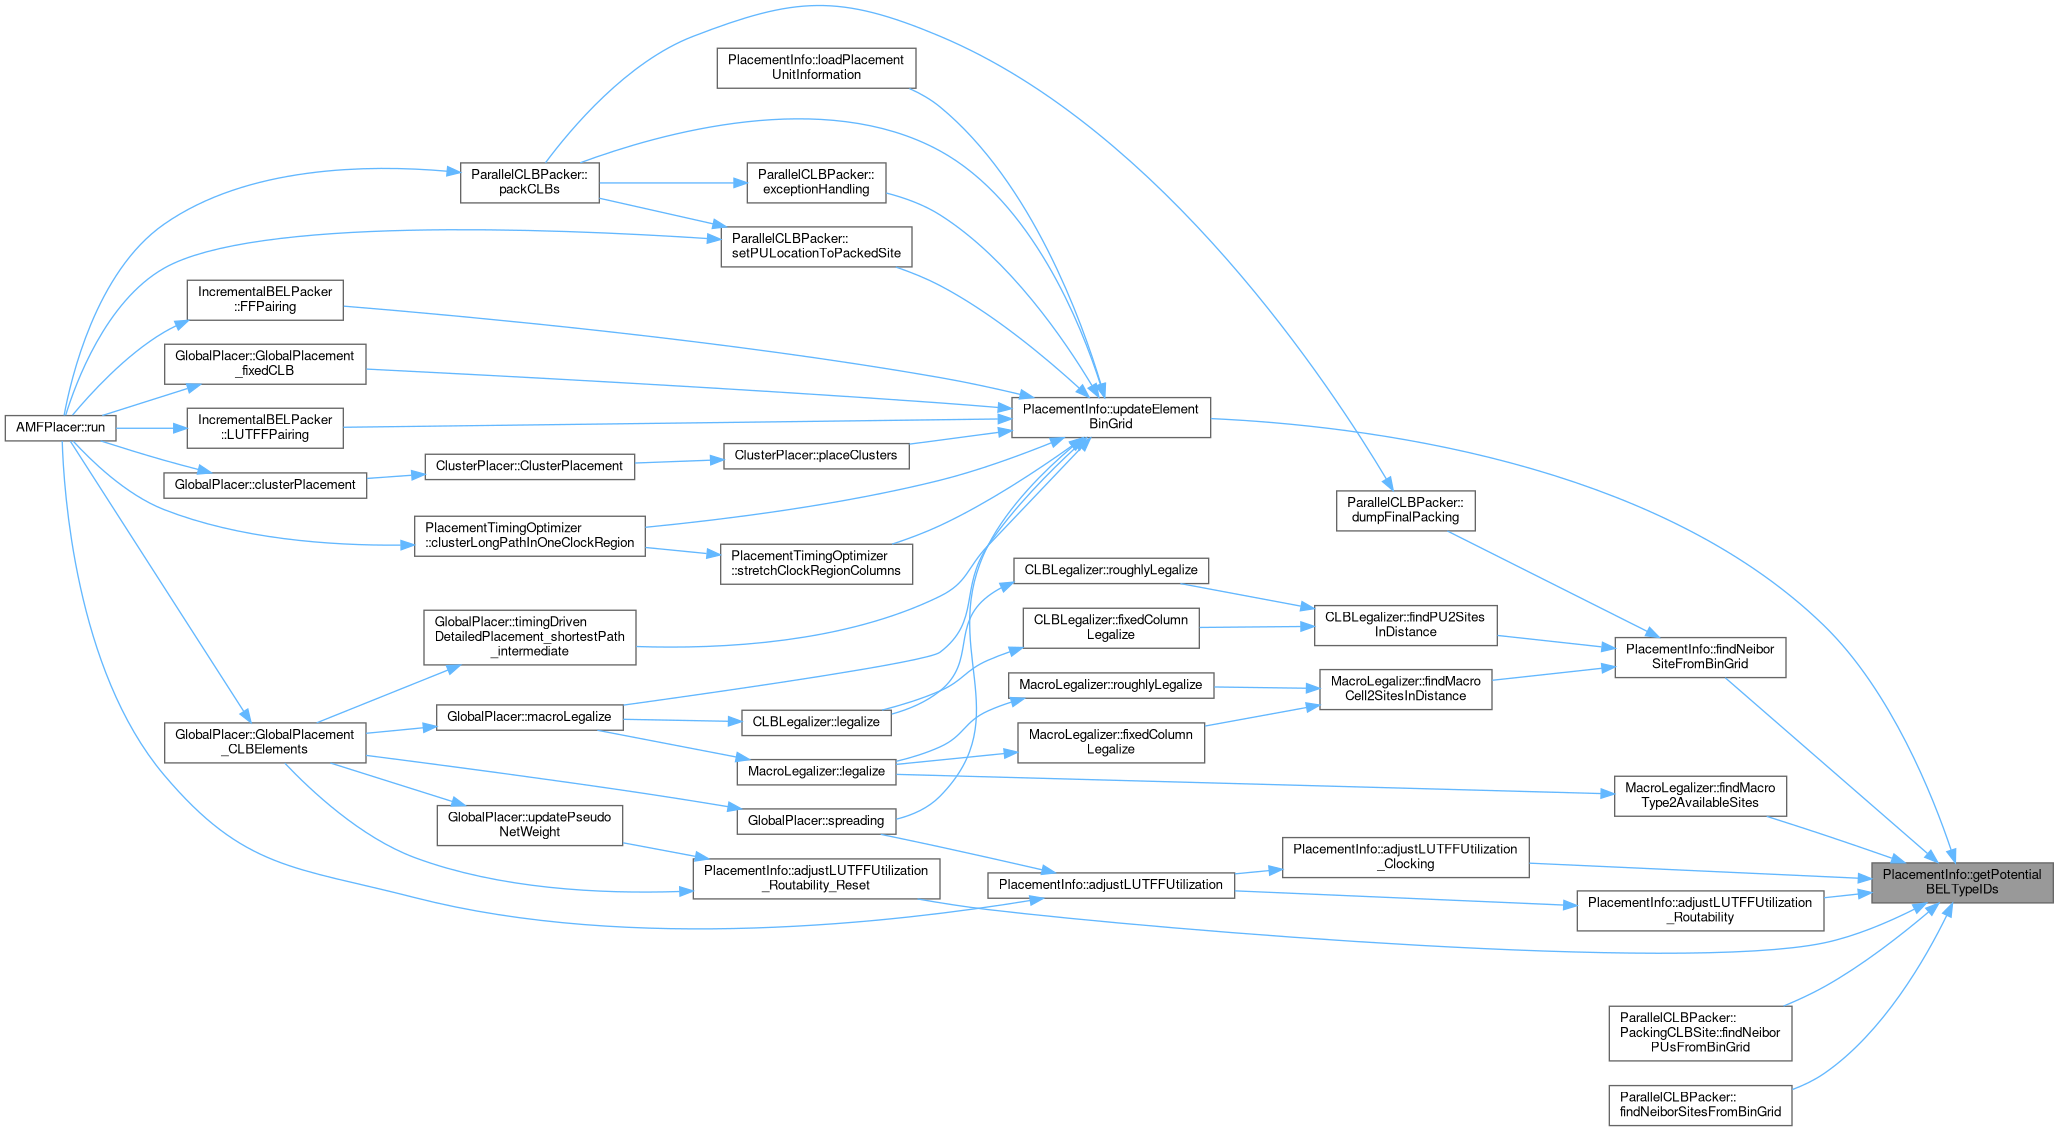 PlacementInfo::loadPlacement
UnitInformation
ParallelCLBPacker::
packCLBs
ParallelCLBPacker::
exceptionHandling
ParallelCLBPacker::
setPULocationToPackedSite
IncrementalBELPacker
::FFPairing
GlobalPlacer::GlobalPlacement
_fixedCLB
AMFPlacer::run
IncrementalBELPacker
::LUTFFPairing
PlacementInfo::updateElement
BinGrid
ClusterPlacer::placeClusters
ClusterPlacer::ClusterPlacement
GlobalPlacer::clusterPlacement
ParallelCLBPacker::
dumpFinalPacking
PlacementTimingOptimizer
::clusterLongPathInOneClockRegion
PlacementTimingOptimizer
::stretchClockRegionColumns
CLBLegalizer::roughlyLegalize
GlobalPlacer::timingDriven
DetailedPlacement_shortestPath
_intermediate
CLBLegalizer::fixedColumn
Legalize
CLBLegalizer::findPU2Sites
InDistance
PlacementInfo::findNeibor
SiteFromBinGrid
MacroLegalizer::roughlyLegalize
MacroLegalizer::findMacro
Cell2SitesInDistance
GlobalPlacer::macroLegalize
CLBLegalizer::legalize
GlobalPlacer::GlobalPlacement
_CLBElements
MacroLegalizer::fixedColumn
Legalize
MacroLegalizer::legalize
MacroLegalizer::findMacro
Type2AvailableSites
GlobalPlacer::updatePseudo
NetWeight
GlobalPlacer::spreading
PlacementInfo::adjustLUTFFUtilization
_Clocking
PlacementInfo::adjustLUTFFUtilization
_Routability_Reset
PlacementInfo::adjustLUTFFUtilization
PlacementInfo::getPotential
BELTypeIDs
PlacementInfo::adjustLUTFFUtilization
_Routability
ParallelCLBPacker::
PackingCLBSite::findNeibor
PUsFromBinGrid
ParallelCLBPacker::
findNeiborSitesFromBinGrid